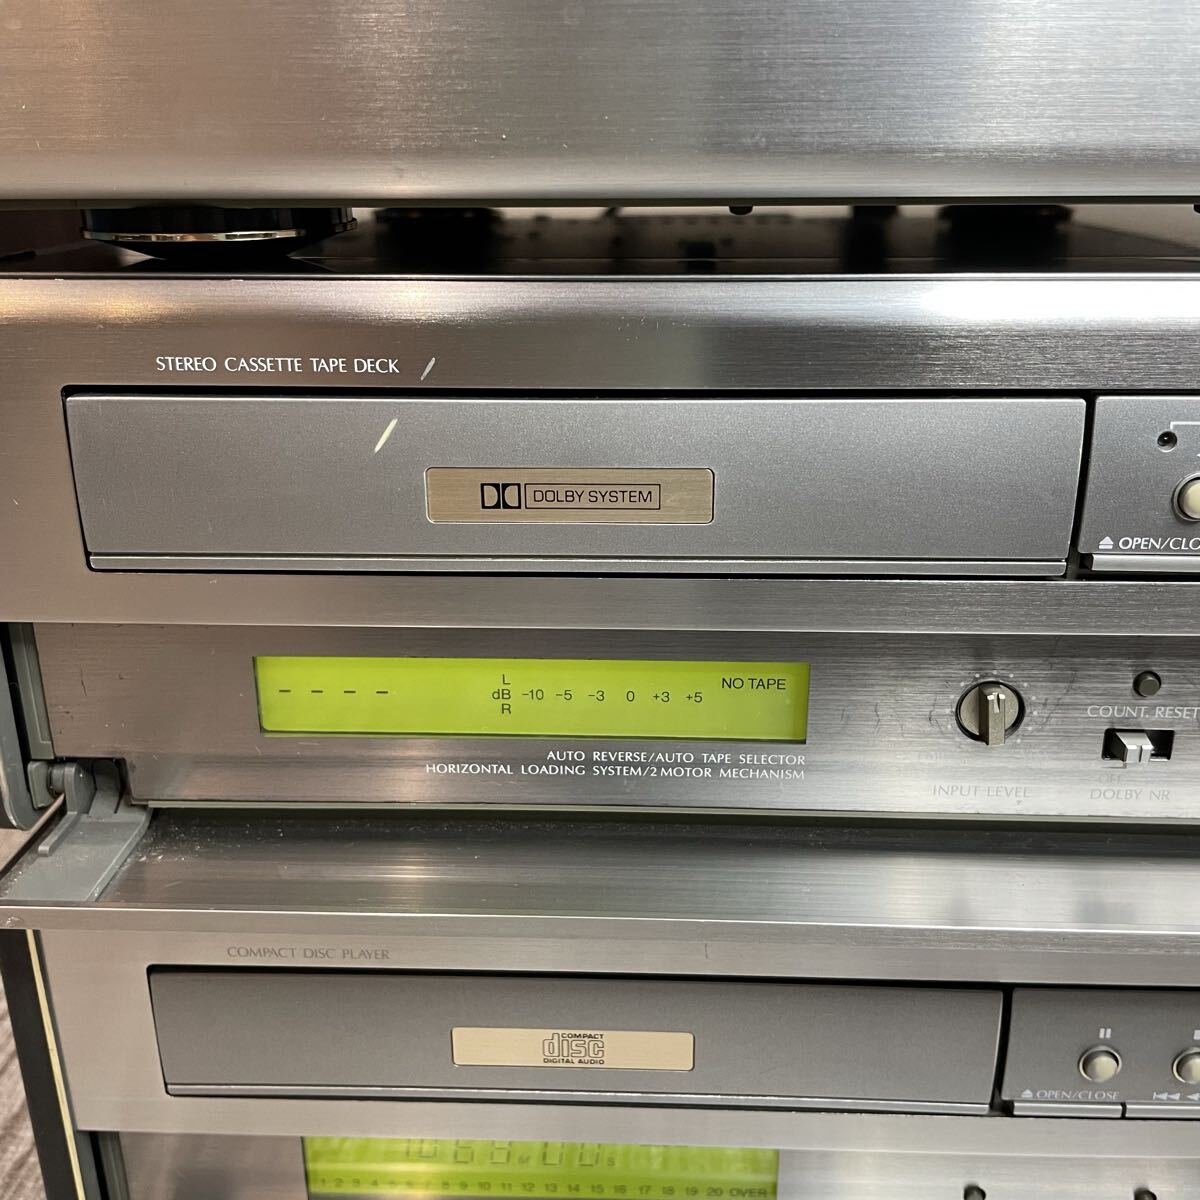 STEREO CASSETTE TAPE DECK
DOLBY SYSTEM
OPEN/CLO
- - - -
L
dB -10 -5 -3 0 +3 +5
R
NO TAPE
AUTO REVERSE/AUTO TAPE SELECTOR
HORIZONTAL LOADING SYSTEM/2 MOTOR MECHANISM
INPUT LEVEL
COUNT. RESET
OFF
DOLBY NR
COMPACT DISC PLAYER
COMPACT
disc
DIGITAL AUDIO
OPEN/CLOSE
1 2 3 4 5 6 7 8 9 10 11 12 13 14 15 16 17 18 19 20 OVER